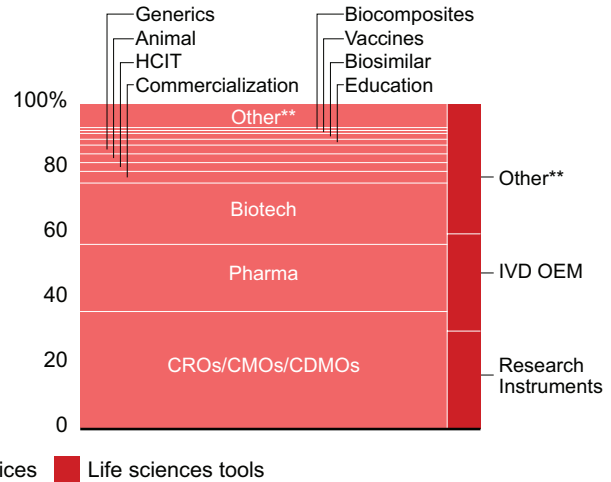 Generics
Animal
HCIT
Commercialization
Biocomposites
Vaccines
Biosimilar
Education
100%
80
60
40
20
0
Other**
Biotech
Pharma
CROs/CMOs/CDMOs
Other**
IVD OEM
Research
Instruments
ices
Life sciences tools